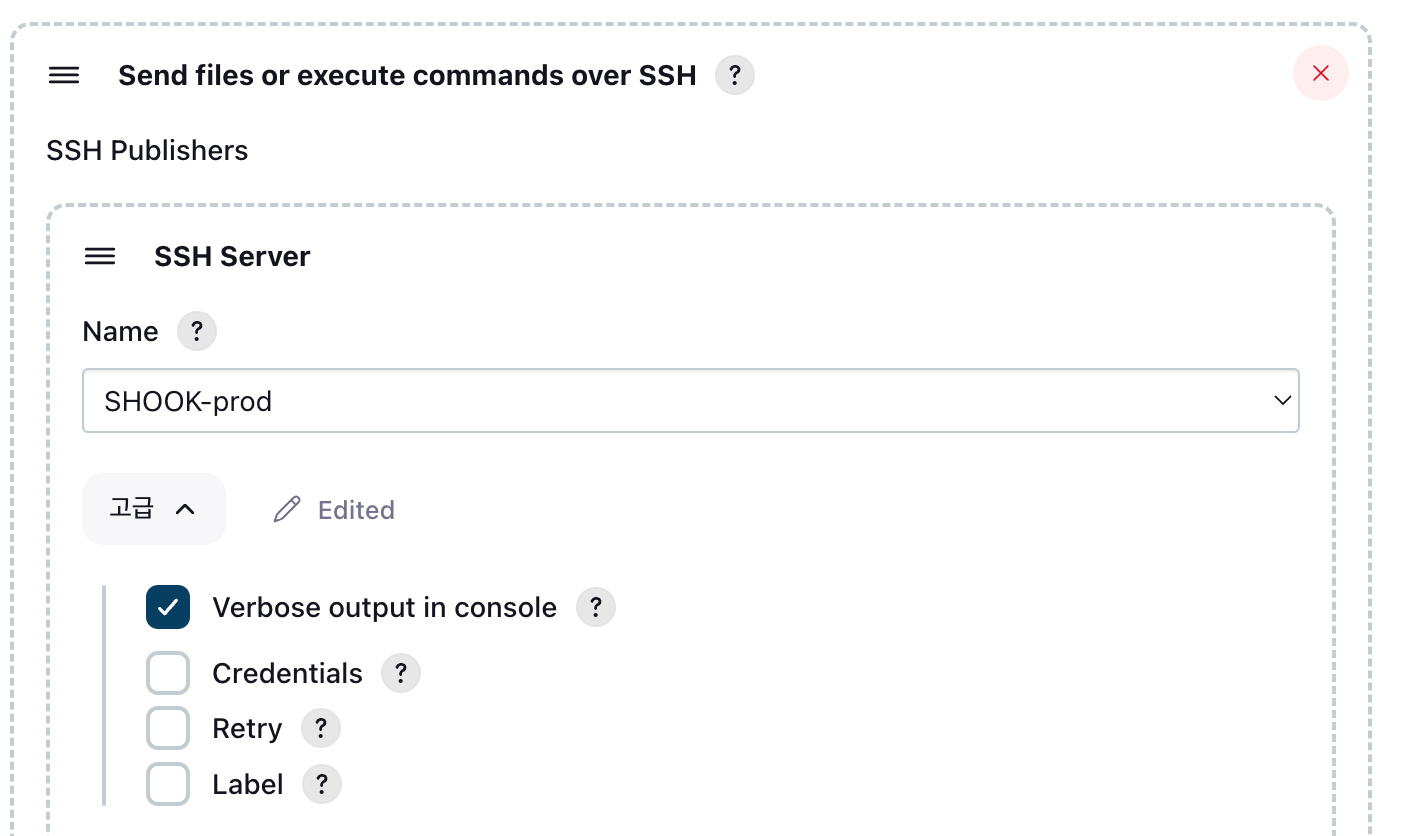 Send files or execute commands over SSH ?
SSH Publishers
SSH Server
Name ?
SHOOK-prod
고급 Edited
Verbose output in console ?
Credentials ?
Retry ?
Label ?